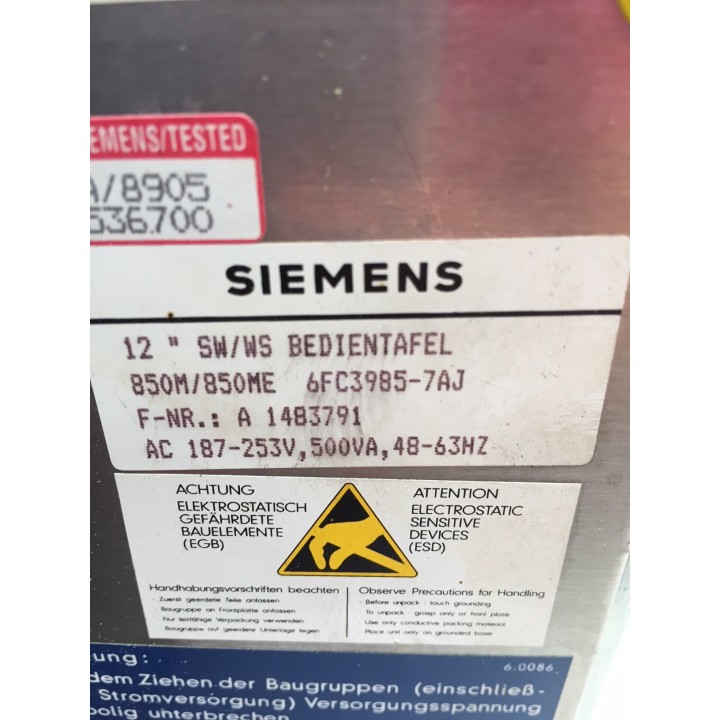 EMENS/TESTED
A/8905
536.700
SIEMENS
12 " SW/WS BEDIENTAFEL
850M/850ME 6FC3985-7AJ
F-NR.: A 1483791
AC 187-253V,500VA,48-63HZ
ACHTUNG
ELEKTROSTATISCH
GEFÄHRDETE
BAUELEMENTE
(EGB)
ATTENTION
ELECTROSTATIC
SENSITIVE
DEVICES
(ESD)
Handhabungsvorschriften beachten
· Zuerst geerdete Teile anfassen
· Baugruppe an Frontplatte anfassen
· Nur leitfähige Verpackung verwenden
· Baugruppe auf geerdete Unterlage legen
Observe Precautions for Handling
· Before unpack - touch grounding
· To unpack - grasp only at front plate
· Use only conductive packing material
· Place unit only on grounded base
ung:
6.0086
dem Ziehen der Baugruppen (einschließ-
Stromversorgung) Versorgungsspannung
polig unterbrechen